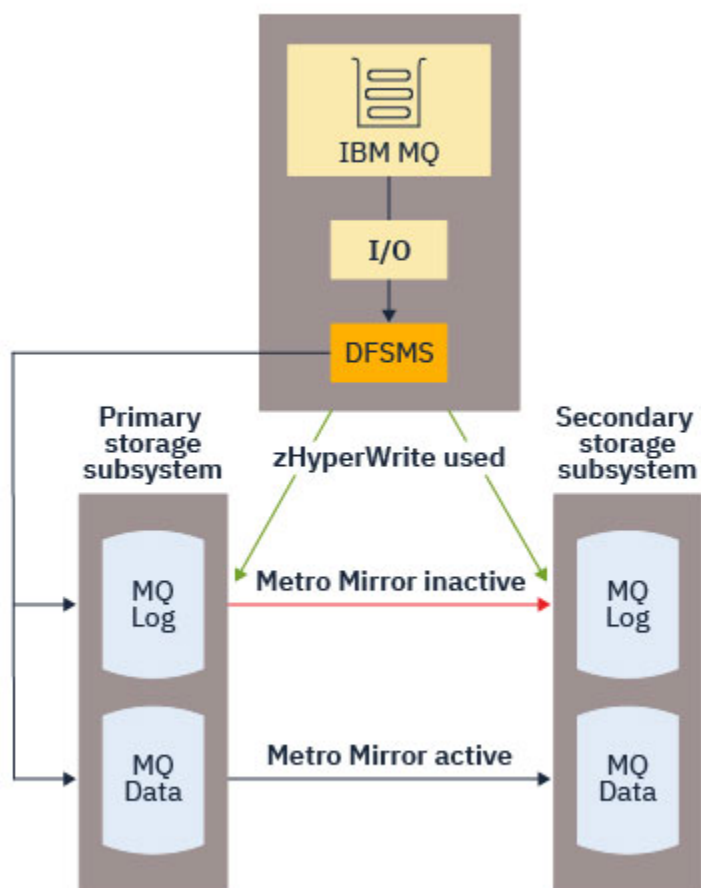 IBM MQ
I/O
DFSMS
Primary
storage
subsystem
zHyperWrite used
Secondary
storage
subsystem
MQ
Log
Metro Mirror inactive
MQ
Log
MQ
Data
Metro Mirror active
MQ
Data